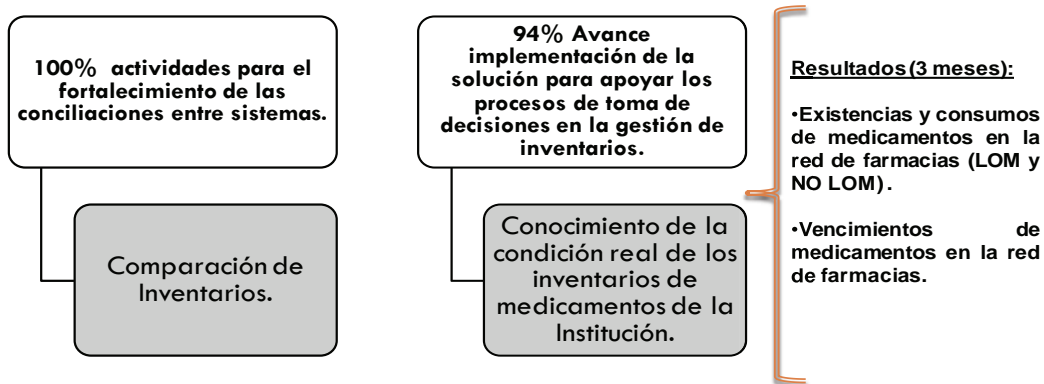 100% actividades para el
fortalecimiento de las
conciliaciones entre sistemas.
Comparación de
Inventarios.
94% Avance
implementación de la
solución para apoyar los
procesos de toma de
decisiones en la gestión de
inventarios.
Conocimiento de la
condición real de los
inventarios de
medicamentos de la
Institución.
Resultados (3 meses):
•Existencias y consumos
de medicamentos en la
red de farmacias (LOM y
NO LOM).
•Vencimientos de
medicamentos en la red
de farmacias.